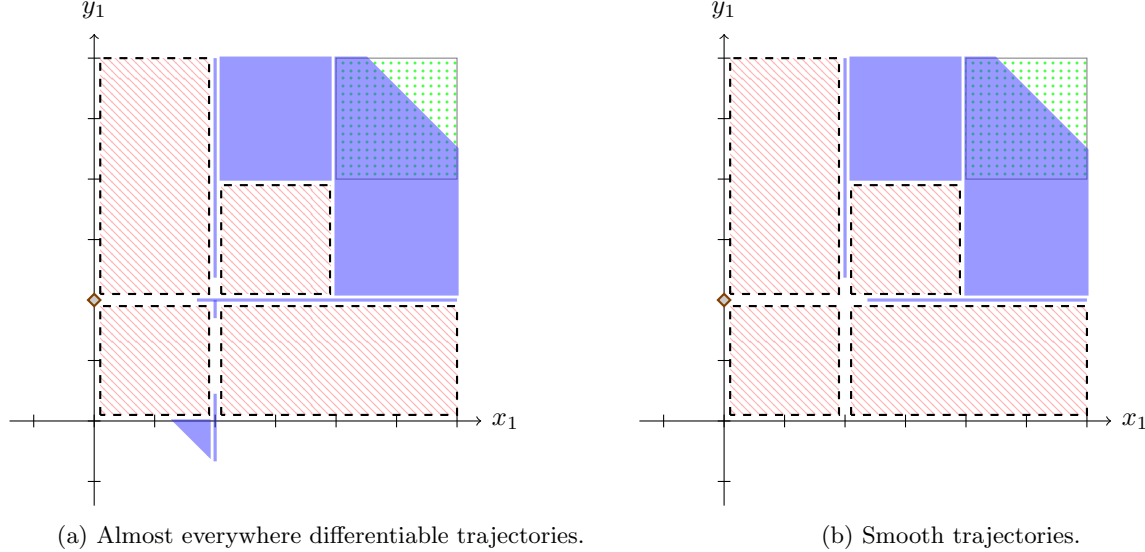 y₁ y₁
x₁ x₁
(a) Almost everywhere differentiable trajectories. (b) Smooth trajectories.